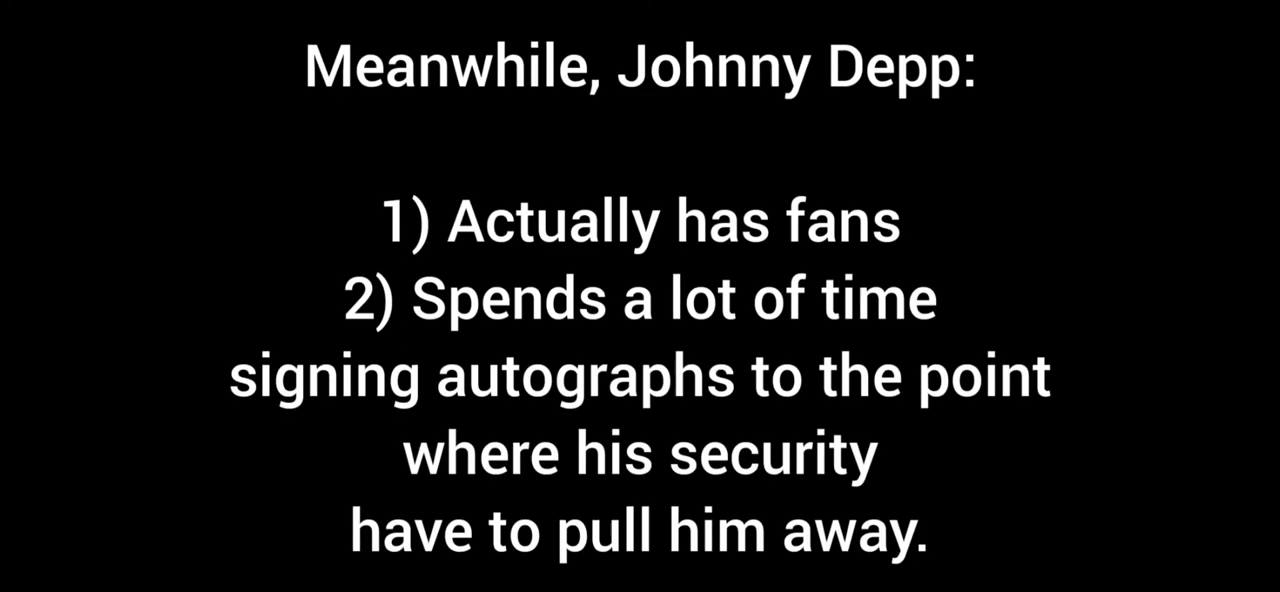 Meanwhile, Johnny Depp:
1) Actually has fans
2) Spends a lot of time
signing autographs to the point
where his security
have to pull him away.